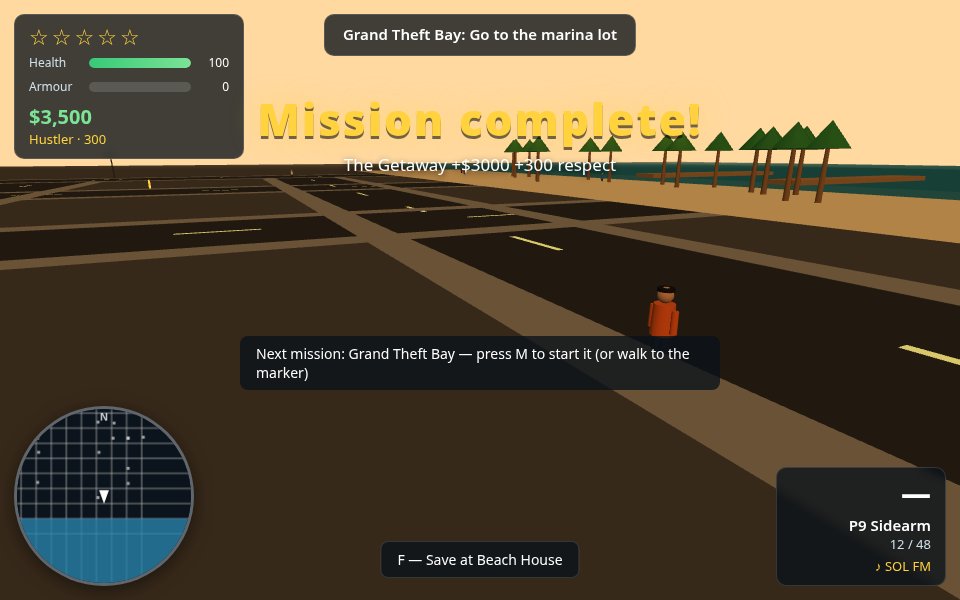 ☆☆☆☆☆
Health 100
Armour 0
$3,500
Hustler · 300
Grand Theft Bay: Go to the marina lot
Mission complete!
The Getaway +$3000 +300 respect
Next mission: Grand Theft Bay — press M to start it (or walk to the
marker)
N
F — Save at Beach House
—
P9 Sidearm
12 / 48
♪ SOL FM